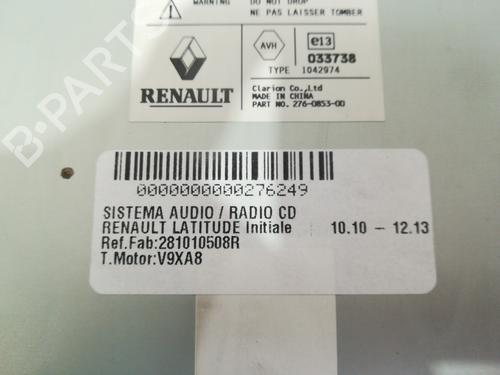 WARNING
DO NOT DROP
NE PAS LAISSER TOMBER
RENAULT
AVH
e13
033738
TYPE 1042974
Clarion Co.,Ltd
MADE IN CHINA
PART NO. 276-0853-00
0000000000276249
SISTEMA AUDIO / RADIO CD
RENAULT LATITUDE Initiale 10.10 - 12.13
Ref.Fab:281010508R
T.Motor:V9XA8
B-PARTS